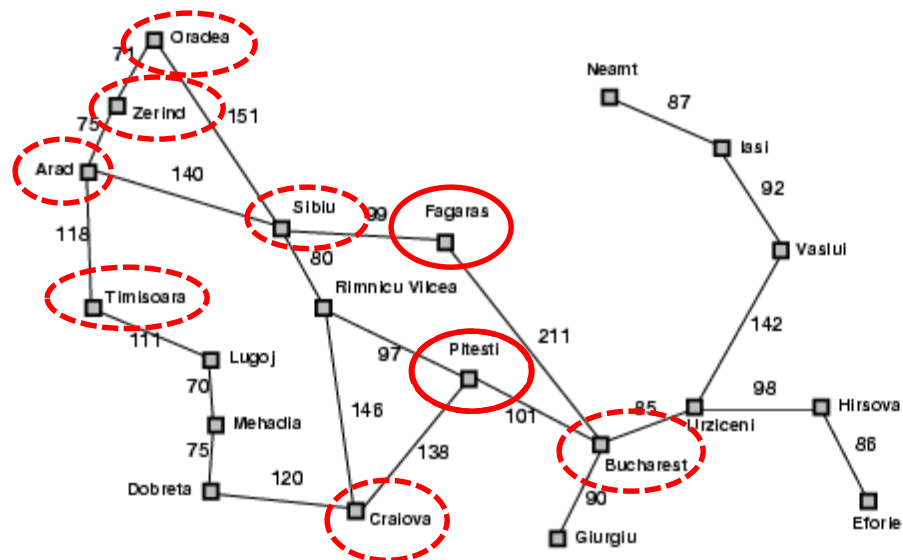 Oradea
71
Neamt
87
Zerind
151
75
Iasi
Arad
140
92
Sibiu
99
Fagaras
118
80
Vaslui
Rimnicu Vilcea
Timisoara
142
111
211
Lugoj
97
Pitesti
70
98
Hirsova
146
101
85
Urziceni
Mehadia
75
138
86
Bucharest
120
90
Dobreta
Craiova
Eforie
Giurgiu